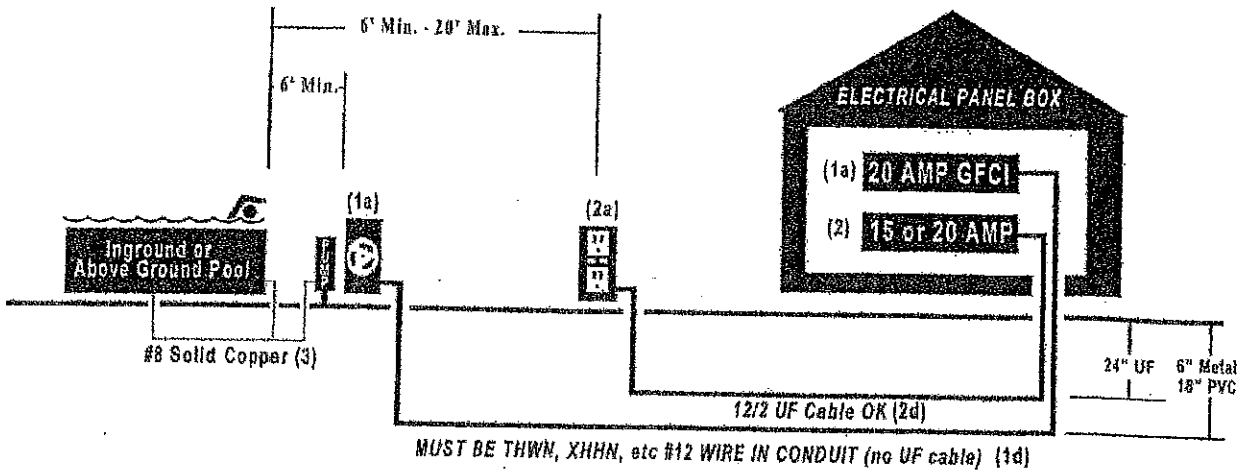 6' Min. - 20' Max.
6' Min.
ELECTRICAL PANEL BOX
(1a) 20 AMP GFCI
(2) 15 or 20 AMP
(1a)
(2a)
Inground or
Above Ground Pool
PUMP
#8 Solid Copper (3)
24" UF
6" Metal
18" PVC
12/2 UF Cable OK (2d)
MUST BE THWN, XHHN, etc #12 WIRE IN CONDUIT (no UF cable) (1d)